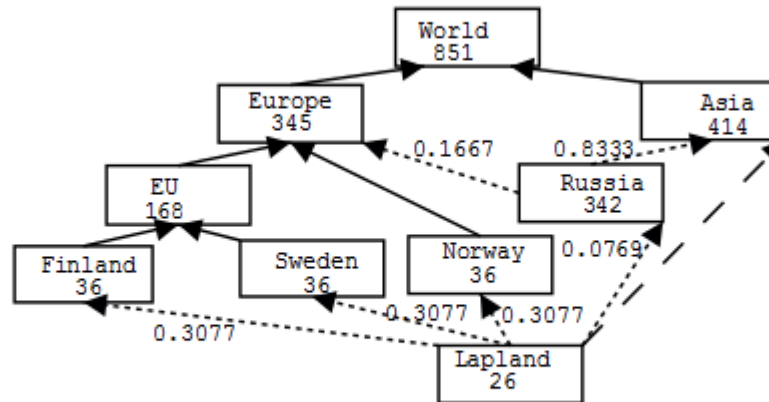 World
851
Europe
345
Asia
414
0.1667
0.8333
EU
168
Russia
342
Finland
36
Sweden
36
Norway
36
0.0769
0.3077
0.3077
0.3077
Lapland
26